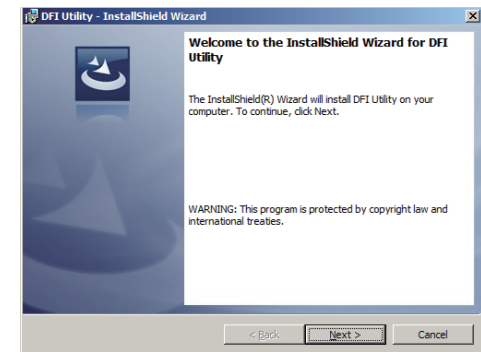 DFI Utility - InstallShield Wizard
Welcome to the InstallShield Wizard for DFI
Utility
The InstallShield(R) Wizard will install DFI Utility on your
computer. To continue, click Next.
WARNING: This program is protected by copyright law and
international treaties.
< Back
Next >
Cancel